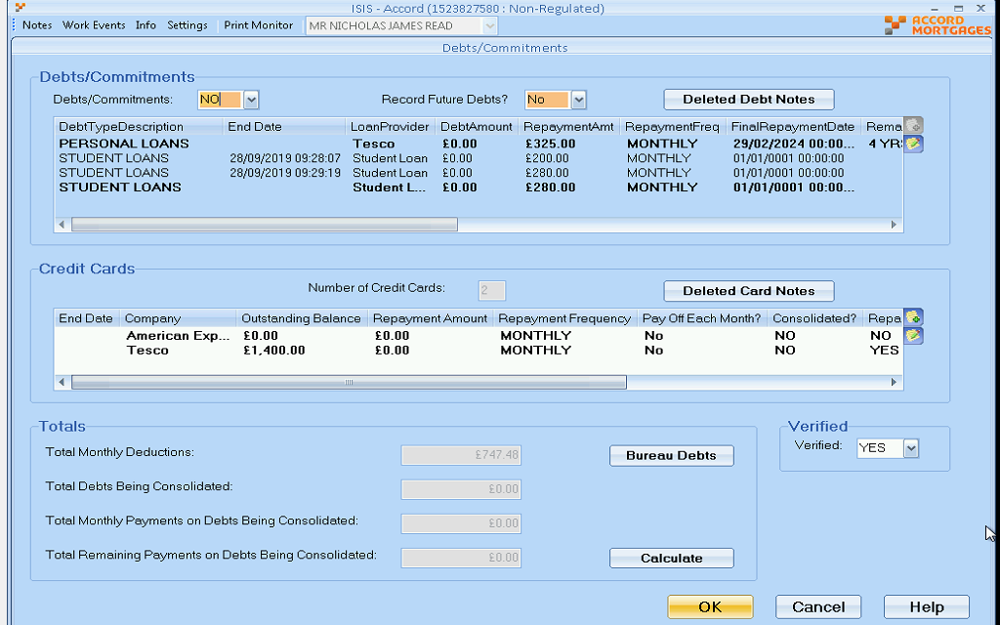 ISIS - Accord (1523827580 : Non-Regulated)
Notes Work Events Info Settings Print Monitor MR NICHOLAS JAMES READ
ACCORD MORTGAGES
Debts/Commitments
Debts/Commitments
Debts/Commitments: NO Record Future Debts? No Deleted Debt Notes
DebtTypeDescription End Date LoanProvider DebtAmount RepaymentAmt RepaymentFreq FinalRepaymentDate Rema
PERSONAL LOANS Tesco £0.00 £325.00 MONTHLY 29/02/2024 00:00... 4 YR
STUDENT LOANS 28/09/2019 09:28:07 Student Loan £0.00 £200.00 MONTHLY 01/01/0001 00:00:00
STUDENT LOANS 28/09/2019 09:29:19 Student Loan £0.00 £280.00 MONTHLY 01/01/0001 00:00:00
STUDENT LOANS Student L... £0.00 £280.00 MONTHLY 01/01/0001 00:00...
Credit Cards
Number of Credit Cards: 2 Deleted Card Notes
End Date Company Outstanding Balance Repayment Amount Repayment Frequency Pay Off Each Month? Consolidated? Repa
American Exp... £0.00 £0.00 MONTHLY No NO NO
Tesco £1,400.00 £0.00 MONTHLY No NO YES
Totals
Total Monthly Deductions: £747.48 Bureau Debts
Total Debts Being Consolidated: £0.00
Total Monthly Payments on Debts Being Consolidated: £0.00
Total Remaining Payments on Debts Being Consolidated: £0.00 Calculate
Verified
Verified: YES
OK Cancel Help